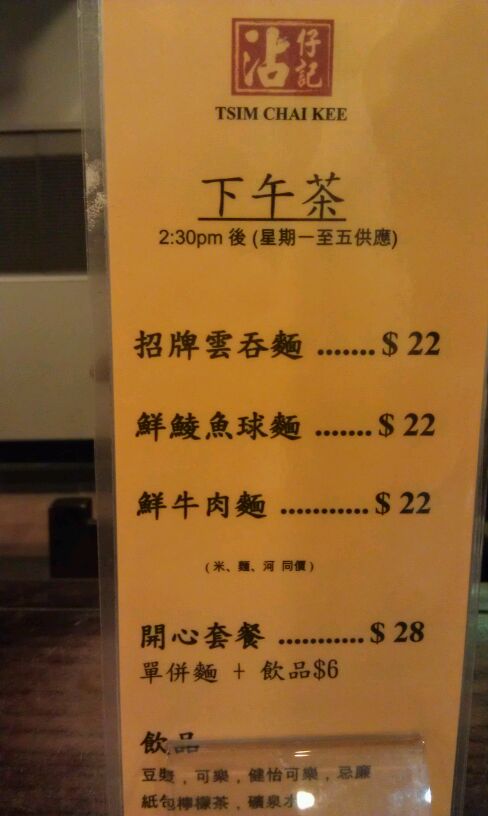 沾仔記
TSIM CHAI KEE
下午茶
2:30pm 後 (星期一至五供應)
招牌雲吞麵 ....... $ 22
鮮鯪魚球麵 ....... $ 22
鮮牛肉麵 ........... $ 22
(米、麵、河 同價)
開心套餐 ........... $ 28
單併麵 + 飲品$6
飲品
豆奬，可樂，健怡可樂，忌廉
紙包檸檬茶，礦泉水